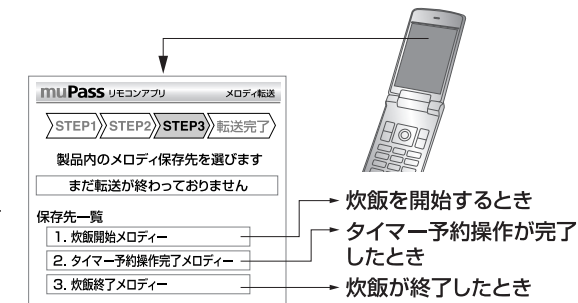 muPass リモコンアプリ メロディ転送
STEP1 STEP2 STEP3 転送完了
製品内のメロディ保存先を選びます
まだ転送が終わっておりません
保存先一覧
1. 炊飯開始メロディー
2. タイマー予約操作完了メロディー
3. 炊飯終了メロディー
炊飯を開始するとき
タイマー予約操作が完了
したとき
炊飯が終了したとき